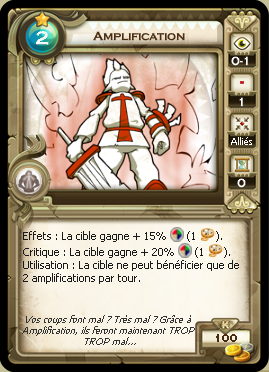 2
AMPLIFICATION
0-1
1
Alliés
0
Effets : La cible gagne + 15% (1 ).
Critique : La cible gagne + 20% (1 ).
Utilisation : La cible ne peut bénéficier que de
2 amplifications par tour.
Vos coups font mal ? Très mal ? Grâce à
Amplification, ils feront maintenant TROP
TROP mal...
K
100